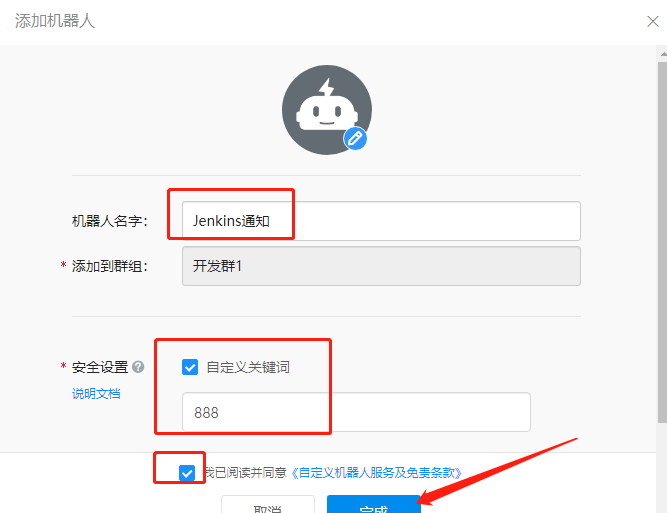 添加机器人
机器人名字： Jenkins通知
* 添加到群组： 开发群1
* 安全设置 ? 自定义关键词
说明文档
888
我已阅读并同意《自定义机器人服务及免责条款》
取消 完成